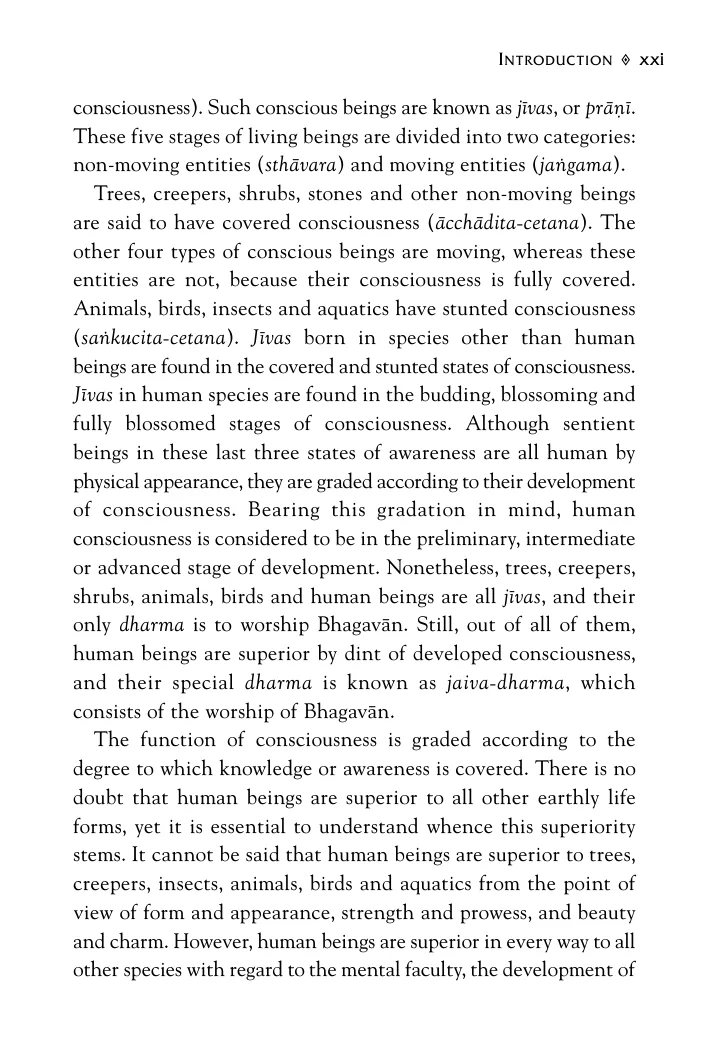 INTRODUCTION ◊ xxi
consciousness). Such conscious beings are known as jīvas, or prāṇī.
These five stages of living beings are divided into two categories:
non-moving entities (sthāvara) and moving entities (jaṅgama).
Trees, creepers, shrubs, stones and other non-moving beings
are said to have covered consciousness (ācchādita-cetana). The
other four types of conscious beings are moving, whereas these
entities are not, because their consciousness is fully covered.
Animals, birds, insects and aquatics have stunted consciousness
(saṅkucita-cetana). Jīvas born in species other than human
beings are found in the covered and stunted states of consciousness.
Jīvas in human species are found in the budding, blossoming and
fully blossomed stages of consciousness. Although sentient
beings in these last three states of awareness are all human by
physical appearance, they are graded according to their development
of consciousness. Bearing this gradation in mind, human
consciousness is considered to be in the preliminary, intermediate
or advanced stage of development. Nonetheless, trees, creepers,
shrubs, animals, birds and human beings are all jīvas, and their
only dharma is to worship Bhagavān. Still, out of all of them,
human beings are superior by dint of developed consciousness,
and their special dharma is known as jaiva-dharma, which
consists of the worship of Bhagavān.
The function of consciousness is graded according to the
degree to which knowledge or awareness is covered. There is no
doubt that human beings are superior to all other earthly life
forms, yet it is essential to understand whence this superiority
stems. It cannot be said that human beings are superior to trees,
creepers, insects, animals, birds and aquatics from the point of
view of form and appearance, strength and prowess, and beauty
and charm. However, human beings are superior in every way to all
other species with regard to the mental faculty, the development of